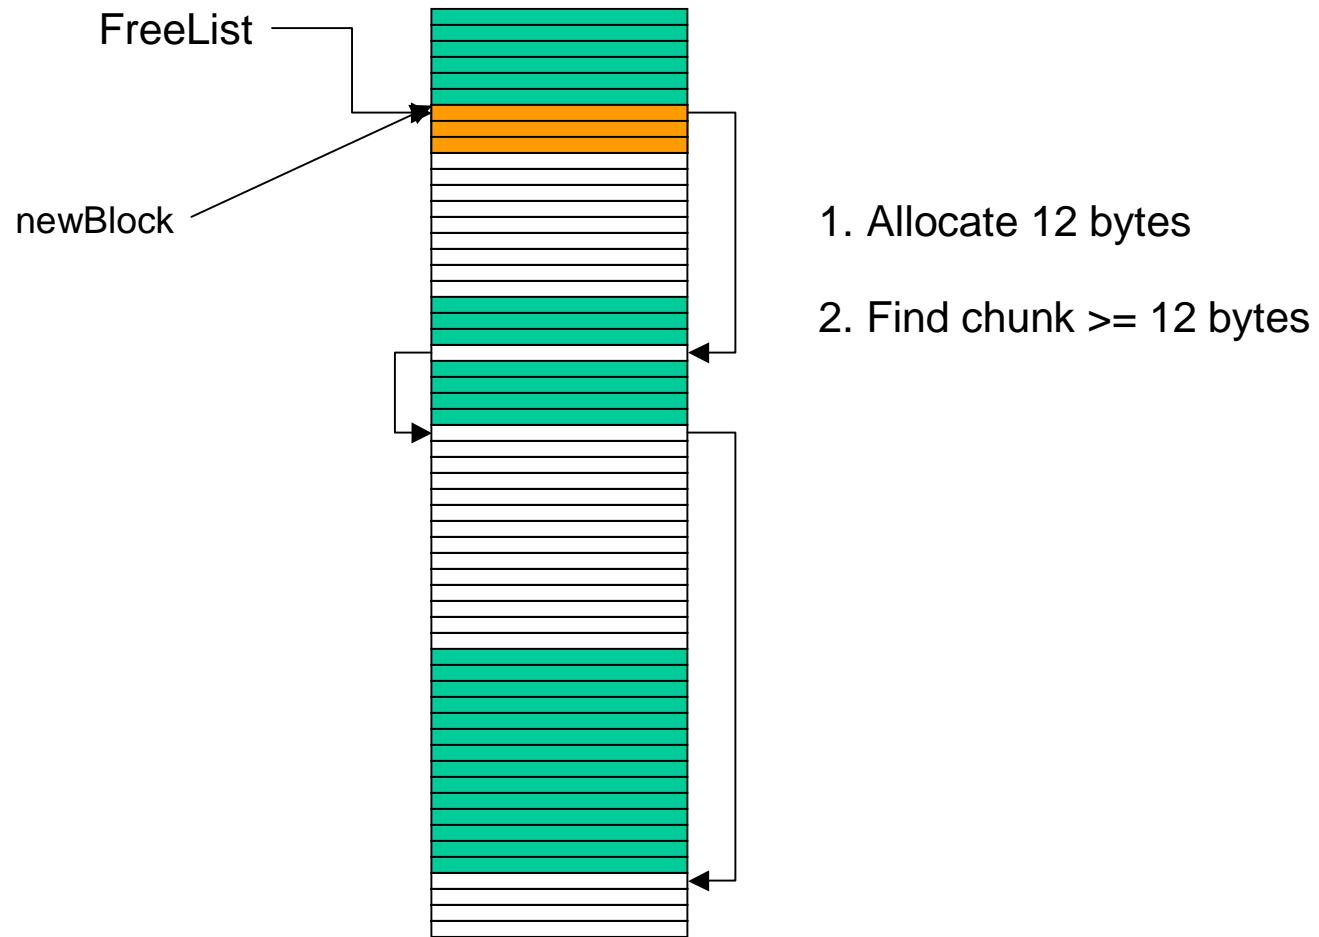 FreeList
newBlock
1. Allocate 12 bytes
2. Find chunk >= 12 bytes